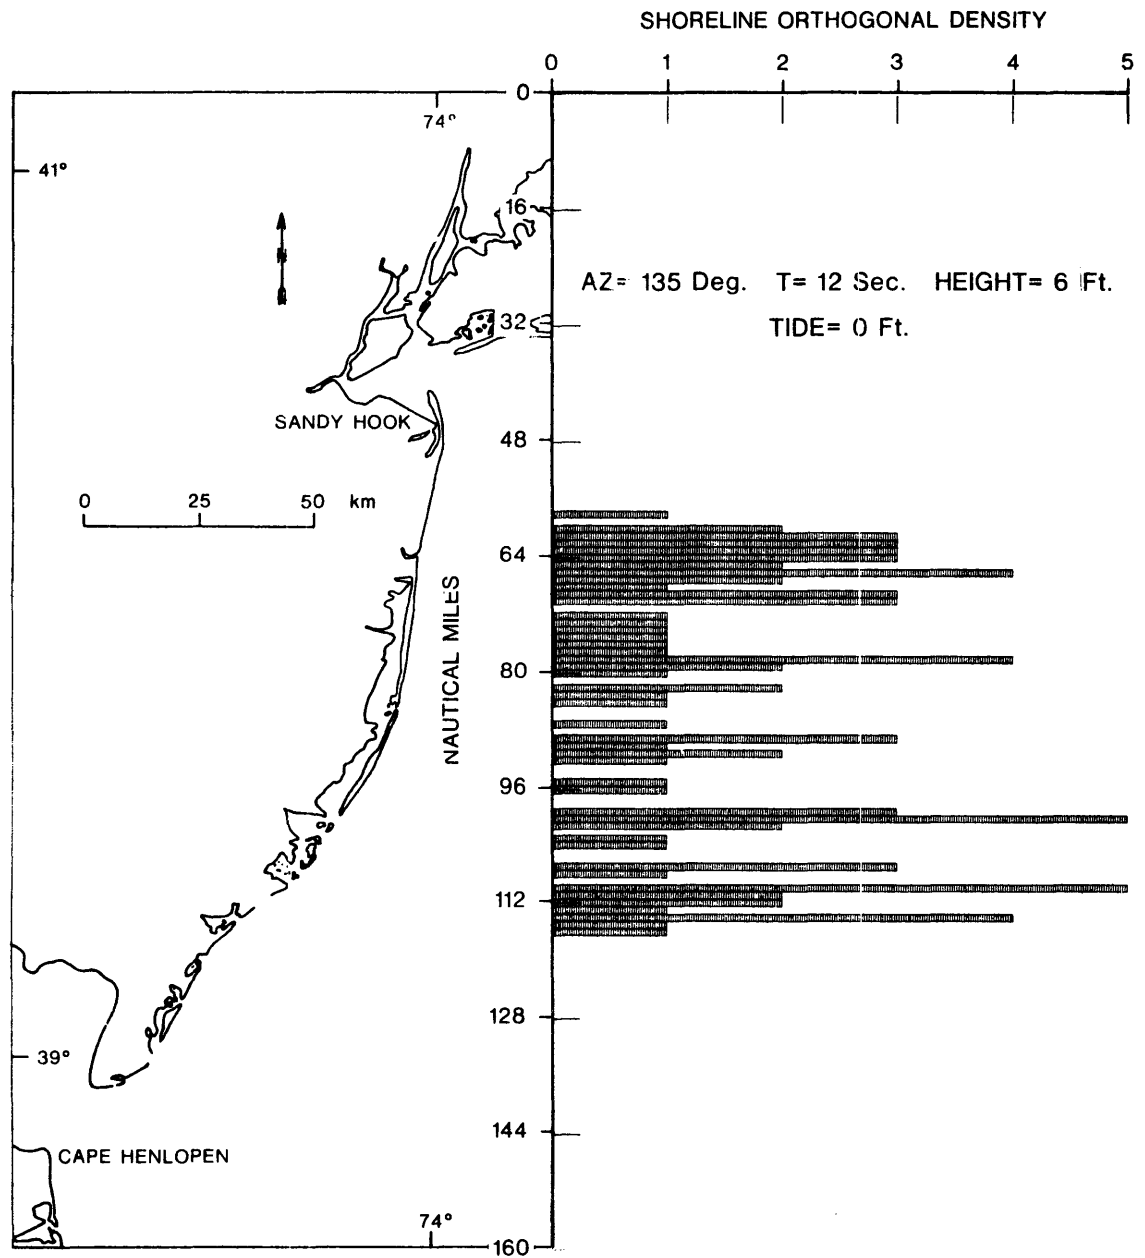 SHORELINE ORTHOGONAL DENSITY
0 1 2 3 4 5
0
74°
41°
16
N
AZ= 135 Deg. T= 12 Sec. HEIGHT= 6 Ft.
32
TIDE= 0 Ft.
SANDY HOOK
48
0 25 50 km
64
NAUTICAL MILES
80
96
112
128
39°
144
CAPE HENLOPEN
74°
160